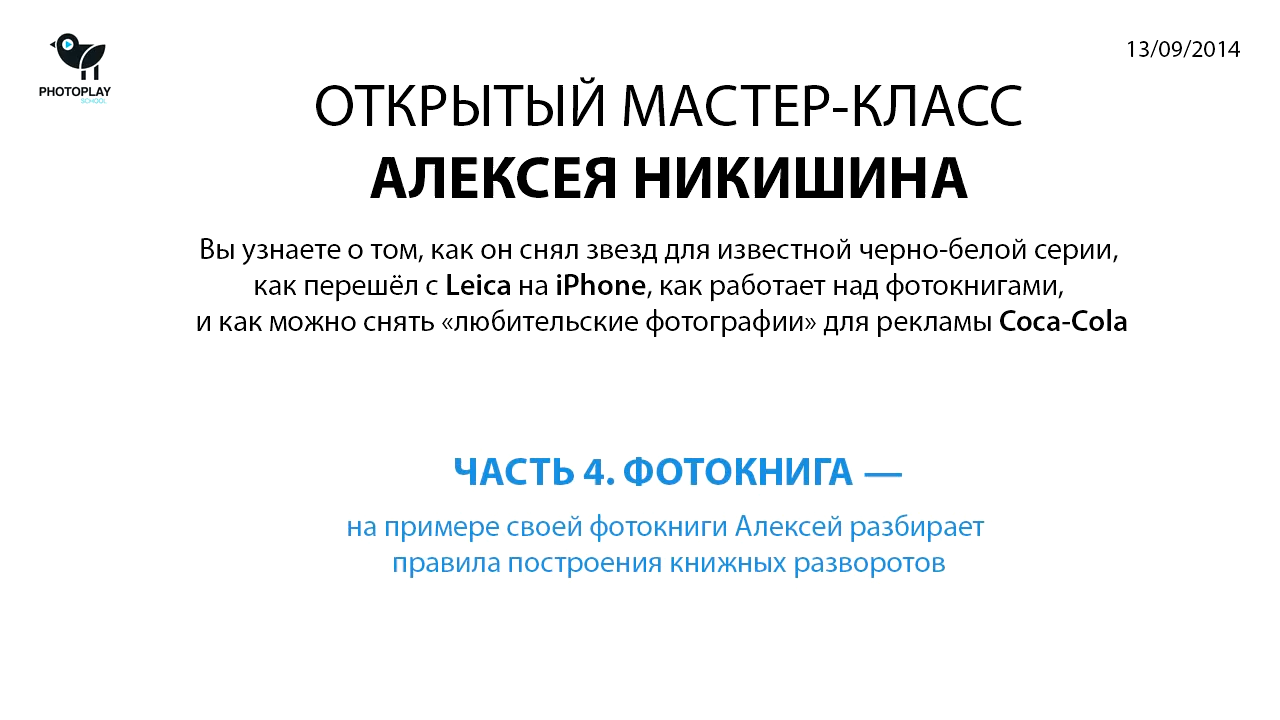 PHOTOPLAY
SCHOOL
13/09/2014
ОТКРЫТЫЙ МАСТЕР-КЛАСС
АЛЕКСЕЯ НИКИШИНА
Вы узнаете о том, как он снял звезд для известной черно-белой серии,
как перешёл с Leica на iPhone, как работает над фотокнигами,
и как можно снять «любительские фотографии» для рекламы Coca-Cola
ЧАСТЬ 4. ФОТОКНИГА —
на примере своей фотокниги Алексей разбирает
правила построения книжных разворотов